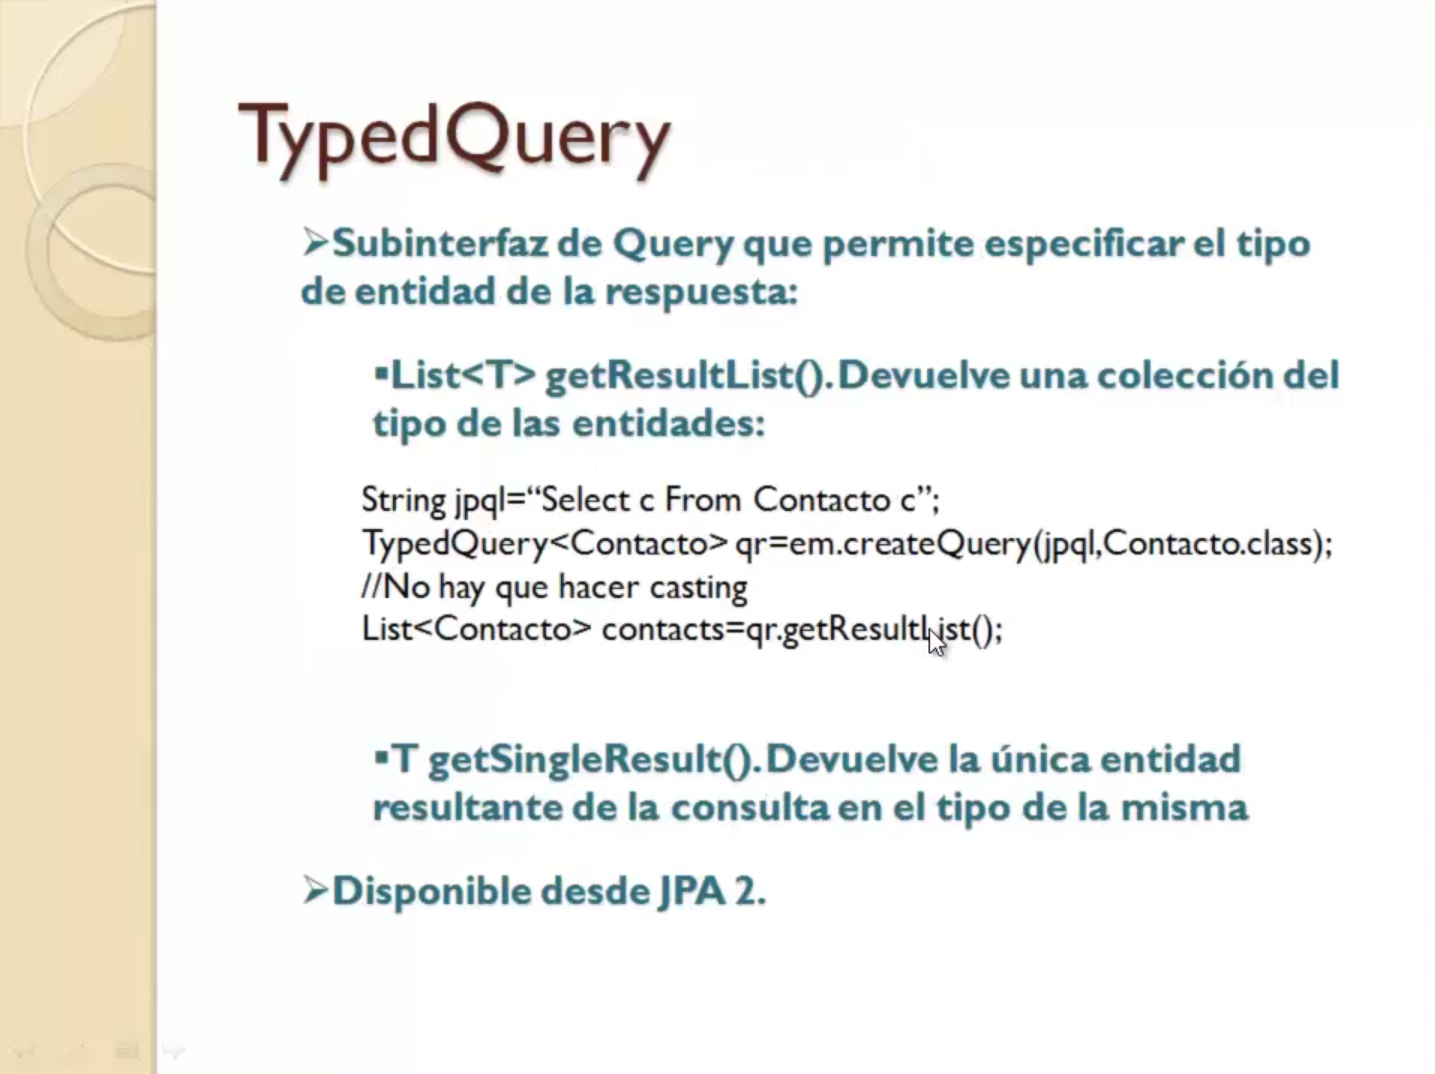 TypedQuery
➢Subinterfaz de Query que permite especificar el tipo
de entidad de la respuesta:
▪List<T> getResultList(). Devuelve una colección del
tipo de las entidades:
String jpql=“Select c From Contacto c”;
TypedQuery<Contacto> qr=em.createQuery(jpql,Contacto.class);
//No hay que hacer casting
List<Contacto> contacts=qr.getResultList();
▪T getSingleResult(). Devuelve la única entidad
resultante de la consulta en el tipo de la misma
➢Disponible desde JPA 2.